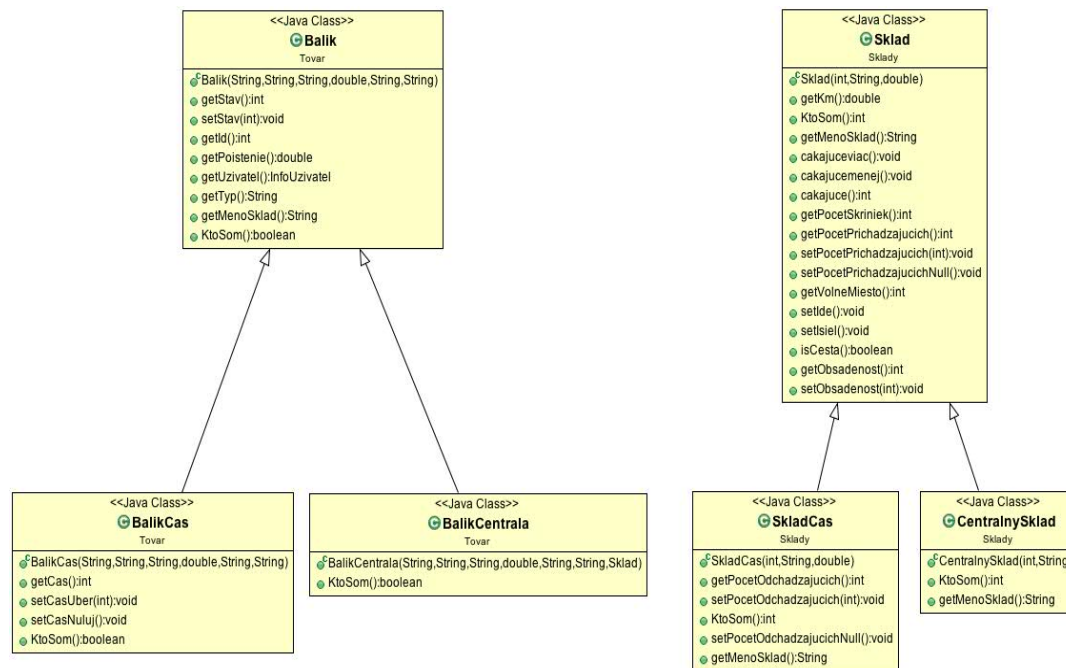 <<Java Class>>
Balik
Tovar
Balik(String,String,String,double,String,String)
getStav():int
setStav(int):void
getId():int
getPoistenie():double
getUzivatel():InfoUzivatel
getTyp():String
getMenoSklad():String
KtoSom():boolean
<<Java Class>>
Sklad
Sklady
Sklad(int,String,double)
getKm():double
KtoSom():int
getMenoSklad():String
cakajuceviac():void
cakajucemenej():void
cakajuce():int
getPocetSkriniek():int
getPocetPrichadzajucich():int
setPocetPrichadzajucich(int):void
setPocetPrichadzajucichNull():void
getVolneMiesto():int
setIde():void
setIsiel():void
isCesta():boolean
getObsadenost():int
setObsadenost(int):void
<<Java Class>>
BalikCas
Tovar
BalikCas(String,String,String,double,String,String)
getCas():int
setCasUber(int):void
setCasNuluj():void
KtoSom():boolean
<<Java Class>>
BalikCentrala
Tovar
BalikCentrala(String,String,String,double,String,String,Sklad)
KtoSom():boolean
<<Java Class>>
SkladCas
Sklady
SkladCas(int,String,double)
getPocetOdchadzajucich():int
setPocetOdchadzajucich(int):void
KtoSom():int
setPocetOdchadzajucichNull():void
getMenoSklad():String
<<Java Class>>
CentralnySklad
Sklady
CentralnySklad(int,String
KtoSom():int
getMenoSklad():String